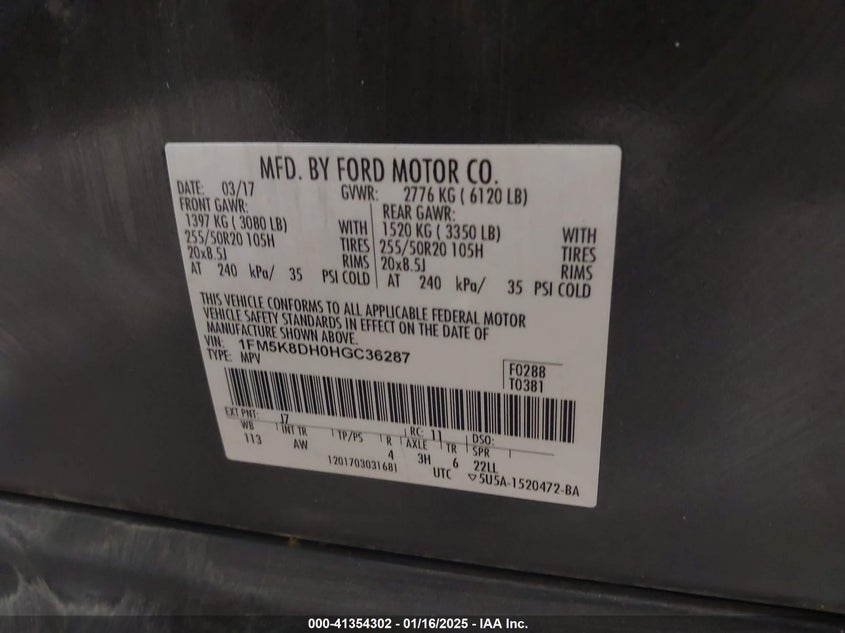 MFD. BY FORD MOTOR CO.
DATE: 03/17 GVWR: 2776 KG ( 6120 LB)
FRONT GAWR: REAR GAWR:
1397 KG ( 3080 LB) WITH 1520 KG ( 3350 LB) WITH
255/50R20 105H TIRES 255/50R20 105H TIRES
20x8.5J RIMS 20x8.5J RIMS
AT 240 kPa/ 35 PSI COLD AT 240 kPa/ 35 PSI COLD
THIS VEHICLE CONFORMS TO ALL APPLICABLE FEDERAL MOTOR
VEHICLE SAFETY STANDARDS IN EFFECT ON THE DATE OF
MANUFACTURE SHOWN ABOVE.
VIN: 1FM5K8DH0HGC36287
TYPE: MPV
F0288
T0381
EXT PNT: J7 RC: 11 DSO:
WB INT TR TP/PS R AXLE TR SPR
113 AW 4 3H 6 22LL
1201703031681 UTC ▽5U5A-1520472-BA
000-41354302 - 01/16/2025 - IAA Inc.